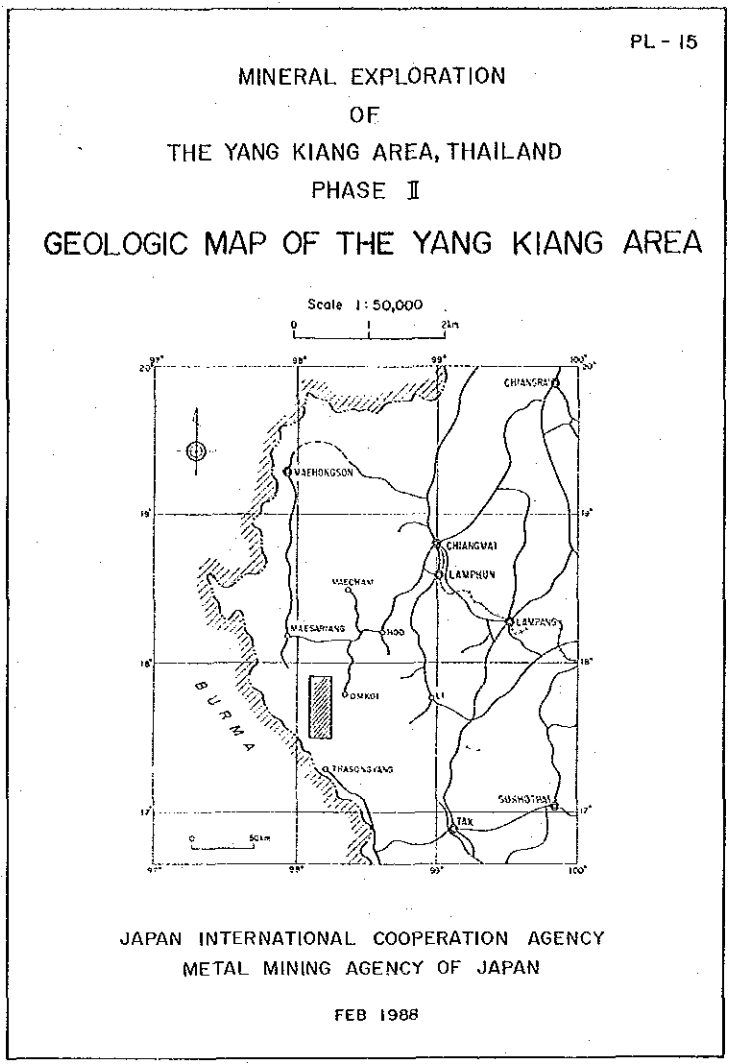 PL - 15
MINERAL EXPLORATION
OF
THE YANG KIANG AREA, THAILAND
PHASE II
GEOLOGIC MAP OF THE YANG KIANG AREA
Scale 1:50,000
0 1 2km
97° 98° 99° 100°
20° 20°
CHIANGRAI
MAEHONGSON
19° 19°
CHIANGMAI
LAMPHUN
MAECHAM
LAMPANG
MAESARIANG HOD
18° 18°
OMKOI LI
BURMA
THASONGYANG
SUKHOTHAI
17° 17°
TAK
0 50km
97° 98° 99° 100°
JAPAN INTERNATIONAL COOPERATION AGENCY
METAL MINING AGENCY OF JAPAN
FEB 1988